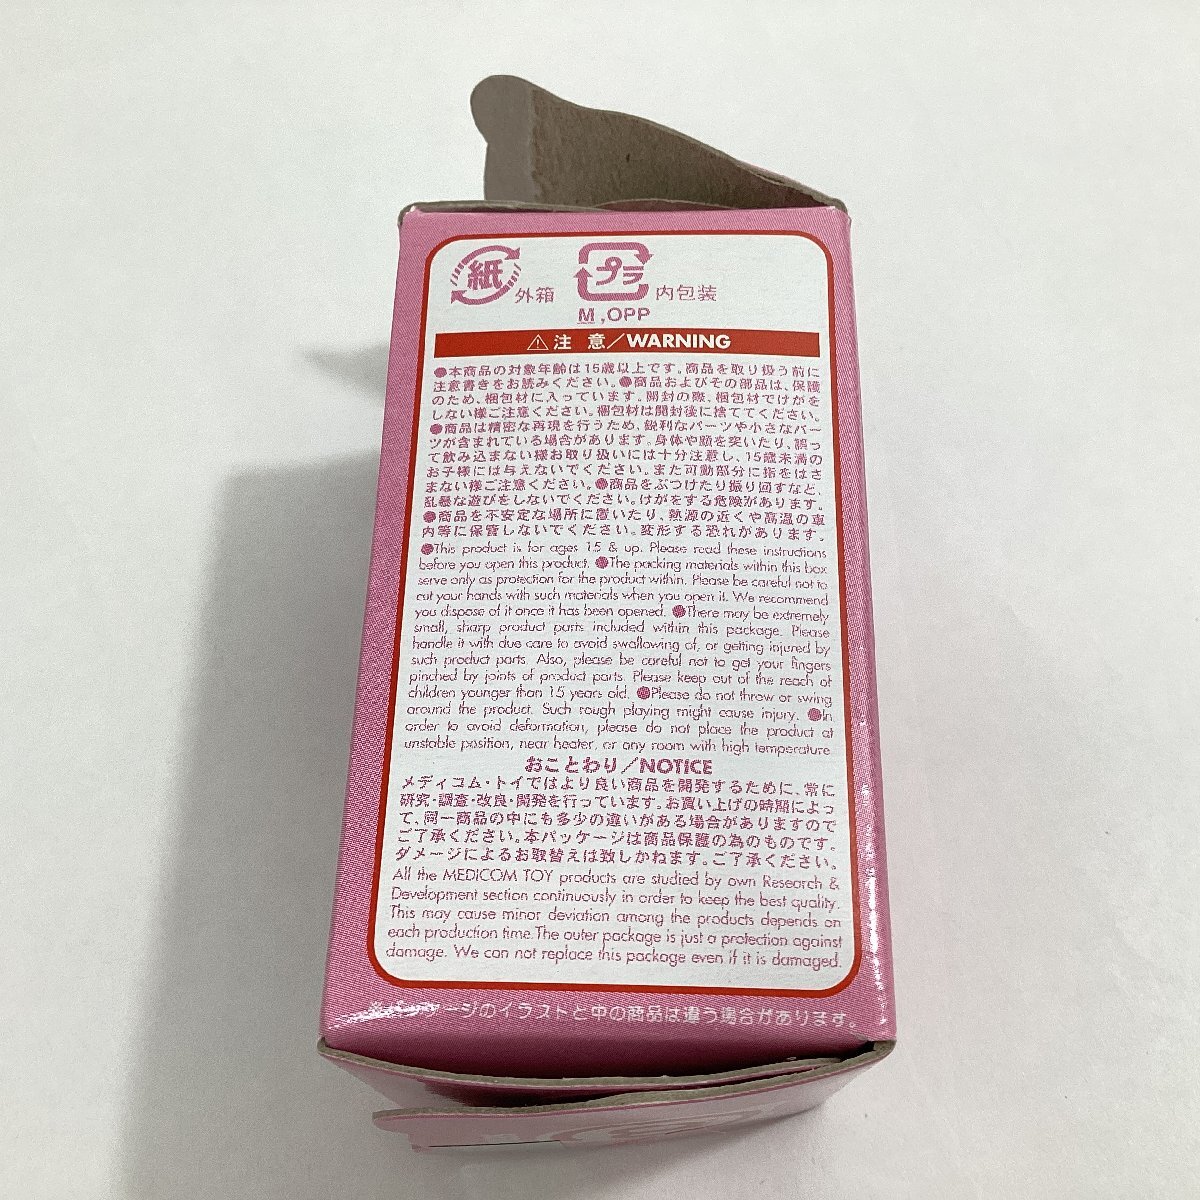 紙 外箱 プラ 内包装
M ,OPP
⚠注 意/WARNING
●本商品の対象年齢は15歳以上です。商品を取り扱う前に
注意書きをお読みください。●商品およびその部品は、保護
のため、梱包材に入っています。開封の際、梱包材でけがを
しない様ご注意ください。梱包材は開封後に捨ててください。
●商品は精密な再現を行うため、鋭利なパーツや小さなパー
ツが含まれている場合があります。身体や顔を突いたり、誤っ
て飲み込まない様お取り扱いには十分注意し、15歳未満の
お子様には与えないでください。また可動部分に指をはさ
まない様ご注意ください。●商品をぶつけたり振り回すなど、
乱暴な遊びをしないでください。けがをする危険があります。
●商品を不安定な場所に置いたり、熱源の近くや高温の車
内等に保管しないでください。変形する恐れがあります。
●This product is for ages 15 & up. Please read these instructions
before you open this product. ●The packing materials within this box
serve only as protection for the product within. Please be careful not to
cut your hands with such materials when you open it. We recommend
you dispose of it once it has been opened. ●There may be extremely
small, sharp product parts included within this package. Please
handle it with due care to avoid swallowing of, or getting injured by
such product parts. Also, please be careful not to get your fingers
pinched by joints of product parts. Please keep out of the reach of
children younger than 15 years old. ●Please do not throw or swing
around the product. Such rough playing might cause injury. ●In
order to avoid deformation, please do not place the product at
unstable position, near heater, or any room with high temperature.
おことわり/NOTICE
メディコム・トイではより良い商品を開発するために、常に
研究・調査・改良・開発を行っています。お買い上げの時期によっ
て、同一商品の中にも多少の違いがある場合がありますので
ご了承ください。本パッケージは商品保護の為のものです。
ダメージによるお取替えは致しかねます。ご了承ください。
All the MEDICOM TOY products are studied by own Research &
Development section continuously in order to keep the best quality.
This may cause minor deviation among the products depends on
each production time. The outer package is just a protection against
damage. We can not replace this package even if it is damaged.
※パッケージのイラストと中の商品は違う場合があります。